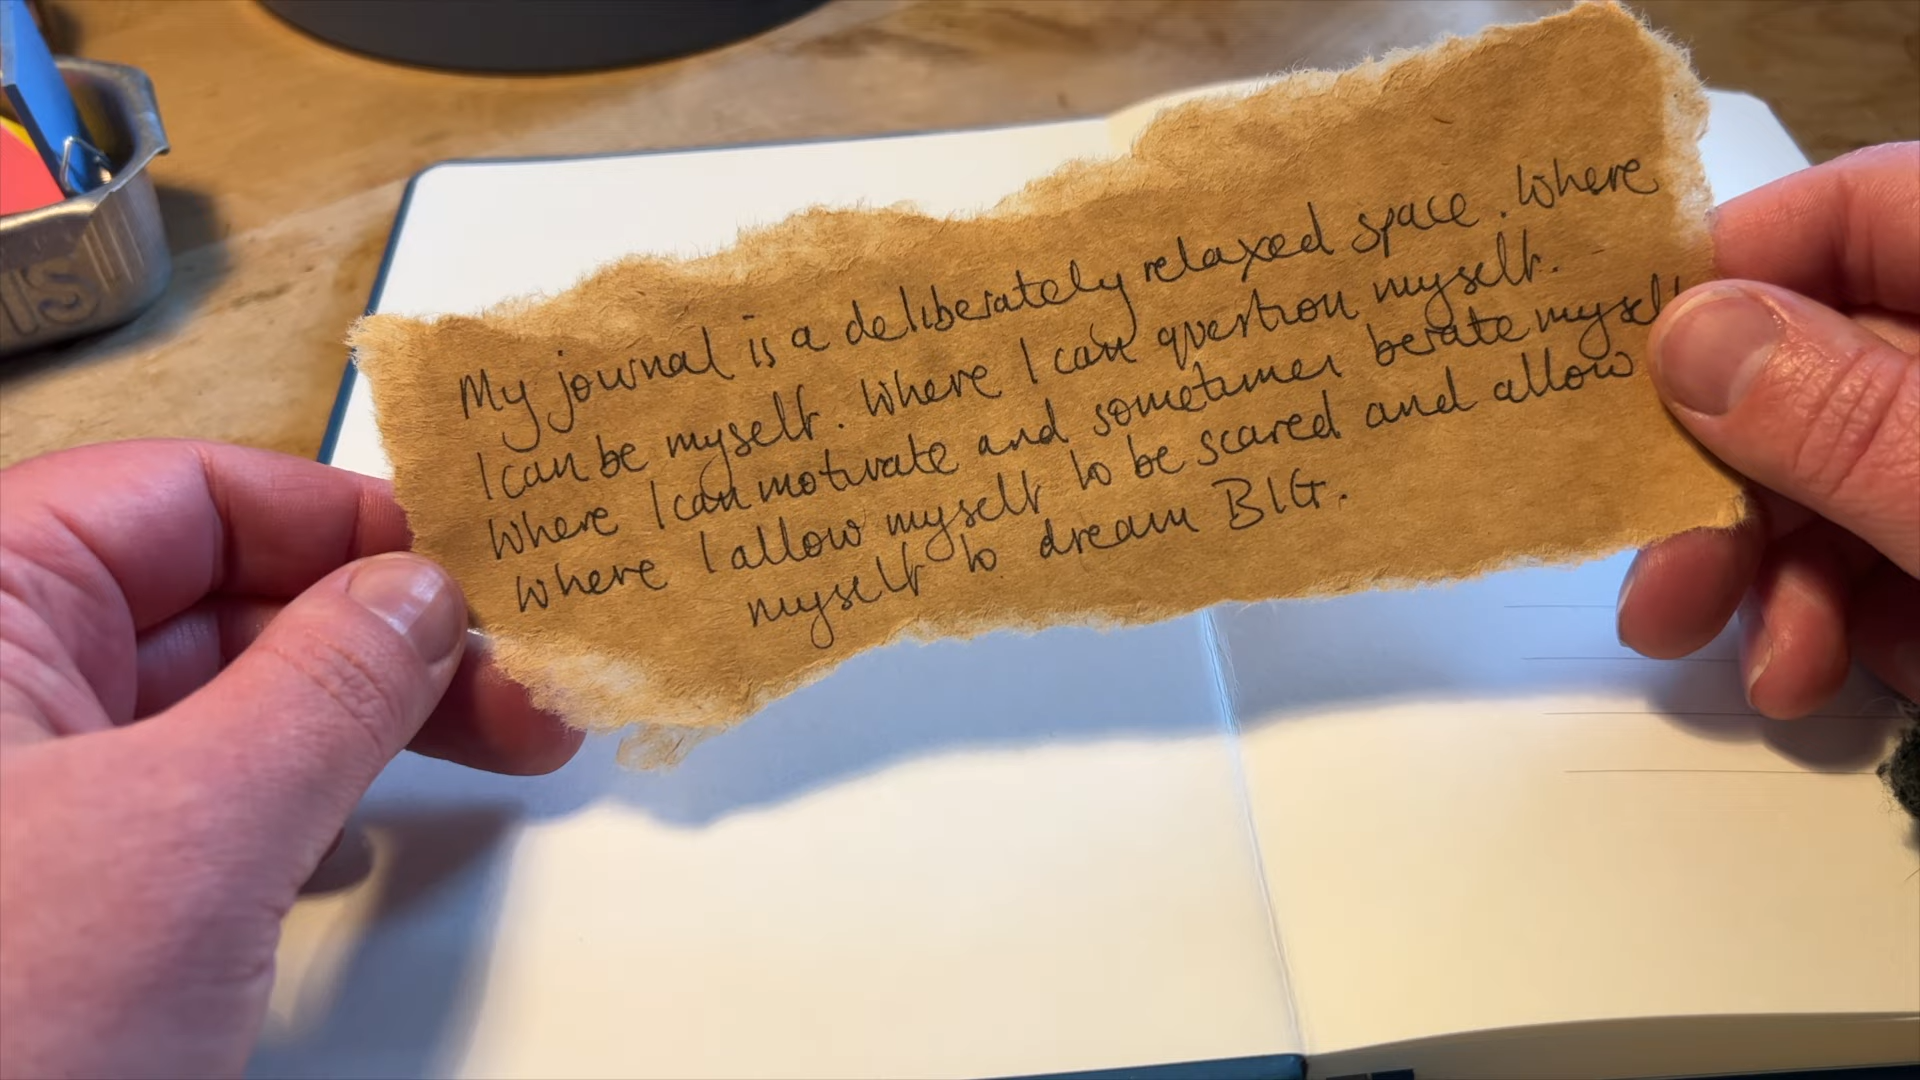 My journal is a deliberately relaxed space. Where
I can be myself. Where I can question myself.
Where I can motivate and sometimes berate myself
Where I allow myself to be scared and allow
myself to dream BIG.